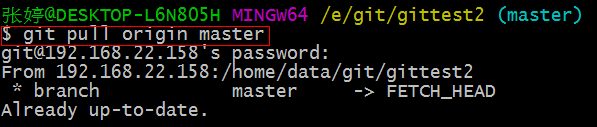 张婷@DESKTOP-L6N805H MINGW64 /e/git/gittest2 (master)
$ git pull origin master
git@192.168.22.158's password:
From 192.168.22.158:/home/data/git/gittest2
 * branch            master     -> FETCH_HEAD
Already up-to-date.